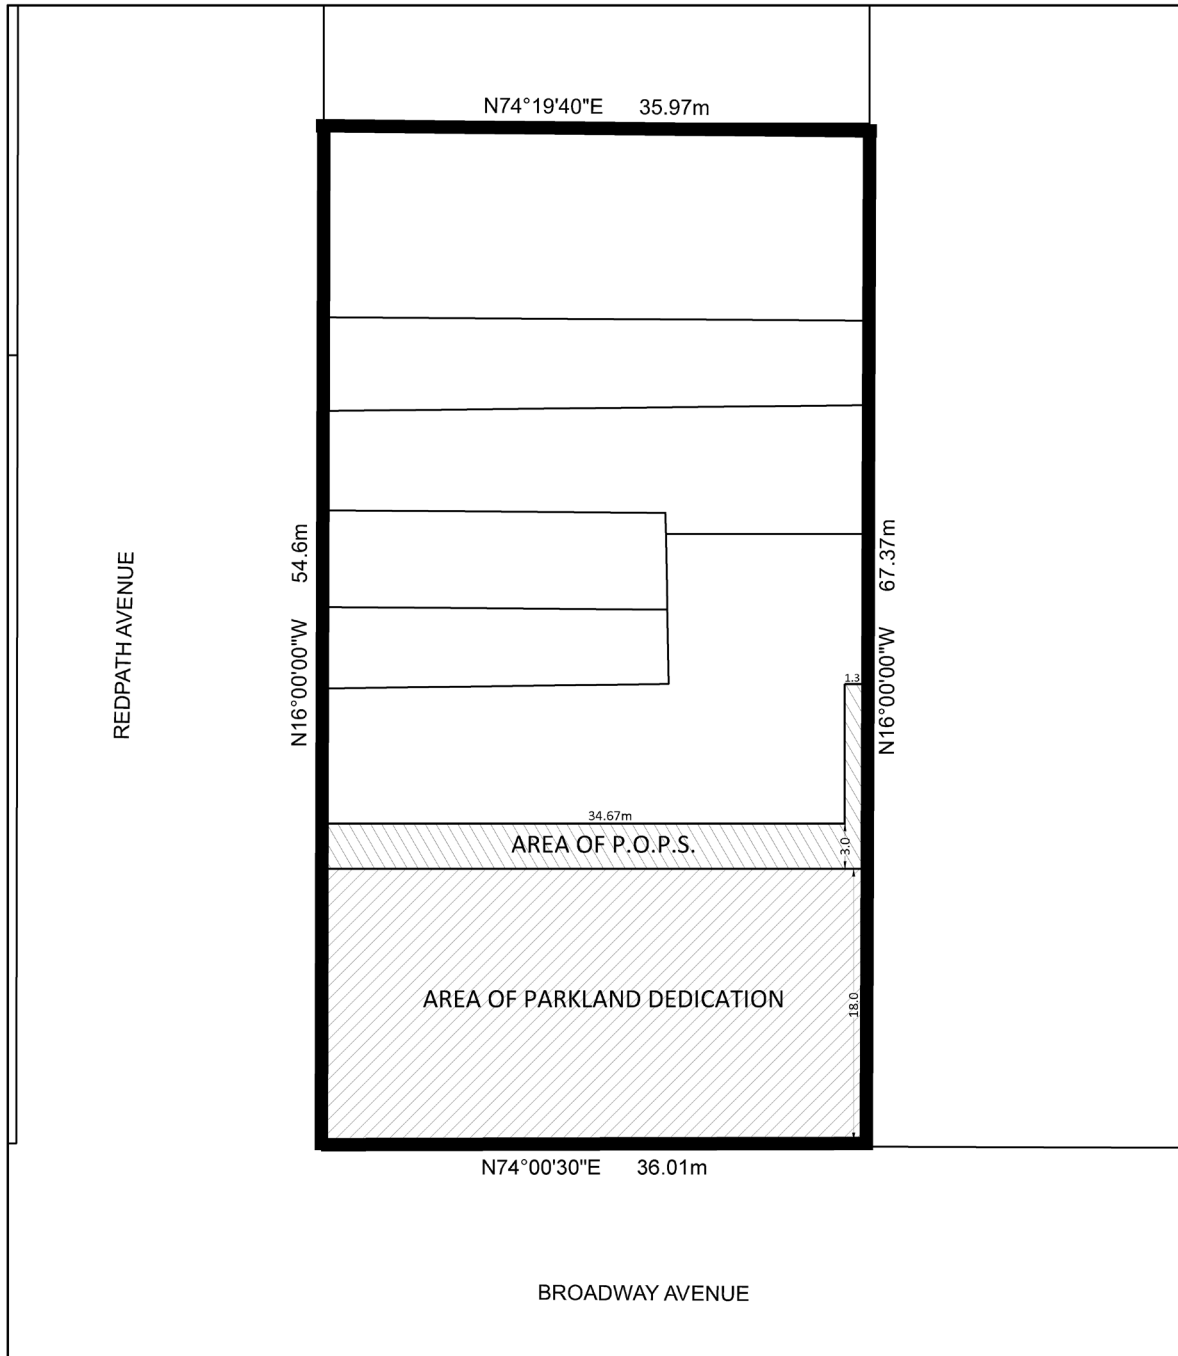 N74°19'40"E 35.97m
REDPATH AVENUE
N16°00'00"W 54.6m
N16°00'00"W 67.37m
1.3
34.67m
AREA OF P.O.P.S.
3.0
AREA OF PARKLAND DEDICATION
18.0
N74°00'30"E 36.01m
BROADWAY AVENUE